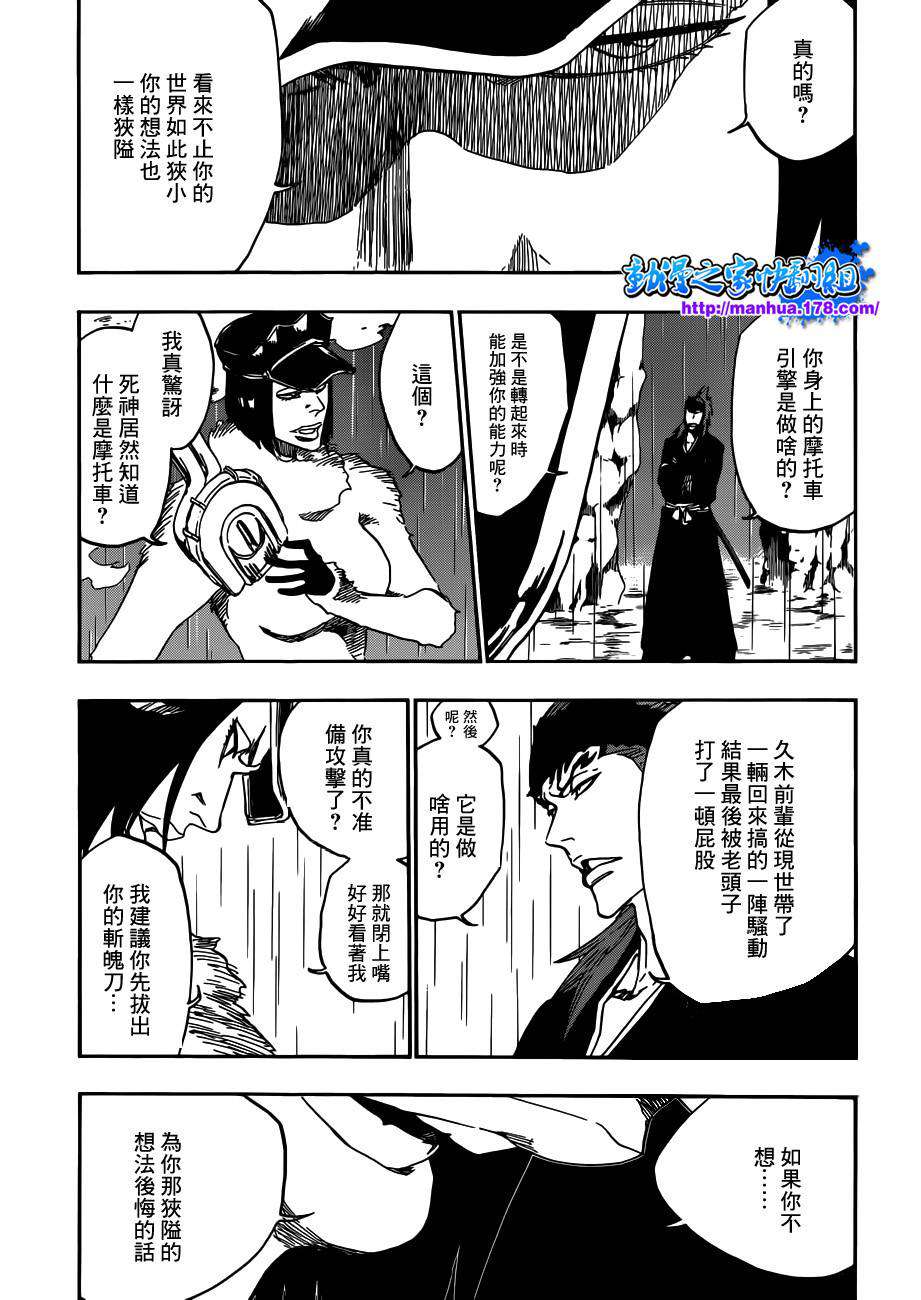 真的嗎？
看來不止你的
世界如此狹小
你的想法也
一樣狹隘
動漫之家快翻組
http://manhua.178.com/
你身上的摩托車
引擎是做啥的？
是不是轉起來時
能加強你的能力呢？
這個？
我真驚訝
死神居然知道
什麼是摩托車？
久木前輩從現世帶了
一輛回來搞的一陣騷動
結果最後被老頭子
打了一頓屁股
然後
呢？
它是做
啥用的？
你真的不准
備攻擊了？
那就閉上嘴
好好看著我
我建議你先拔出
你的斬魄刀…
如果你不
想……
為你那狹隘的
想法後悔的話